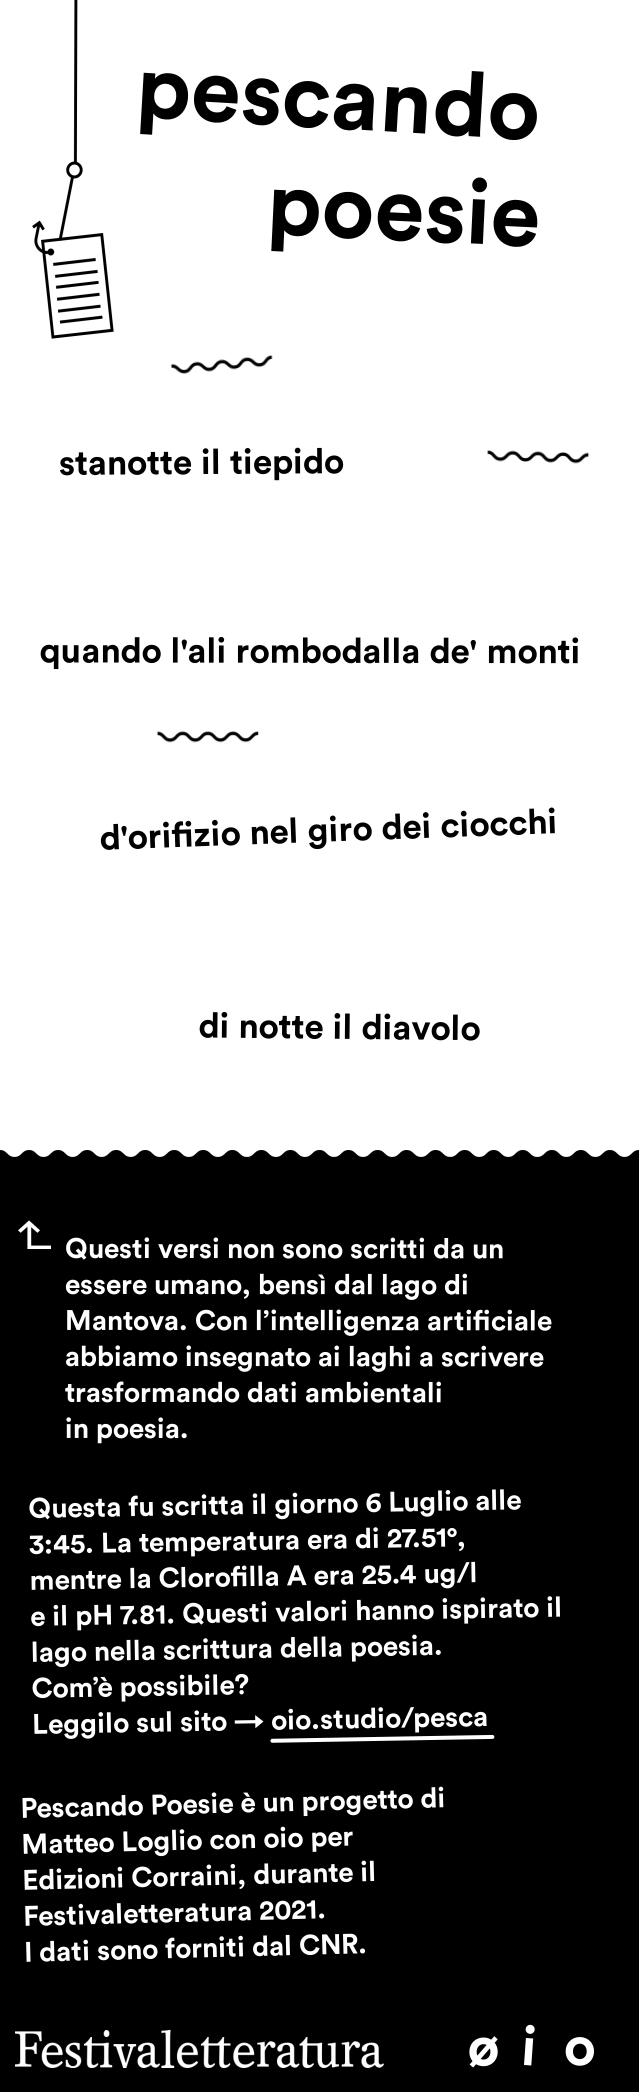 pescando
poesie
stanotte il tiepido
quando l'ali rombodalla de' monti
d'orifizio nel giro dei ciocchi
di notte il diavolo
Questi versi non sono scritti da un
essere umano, bensì dal lago di
Mantova. Con l’intelligenza artificiale
abbiamo insegnato ai laghi a scrivere
trasformando dati ambientali
in poesia.
Questa fu scritta il giorno 6 Luglio alle
3:45. La temperatura era di 27.51°,
mentre la Clorofilla A era 25.4 ug/l
e il pH 7.81. Questi valori hanno ispirato il
lago nella scrittura della poesia.
Com’è possibile?
Leggilo sul sito → oio.studio/pesca
Pescando Poesie è un progetto di
Matteo Loglio con oio per
Edizioni Corraini, durante il
Festivaletteratura 2021.
I dati sono forniti dal CNR.
Festivaletteratura ø i o